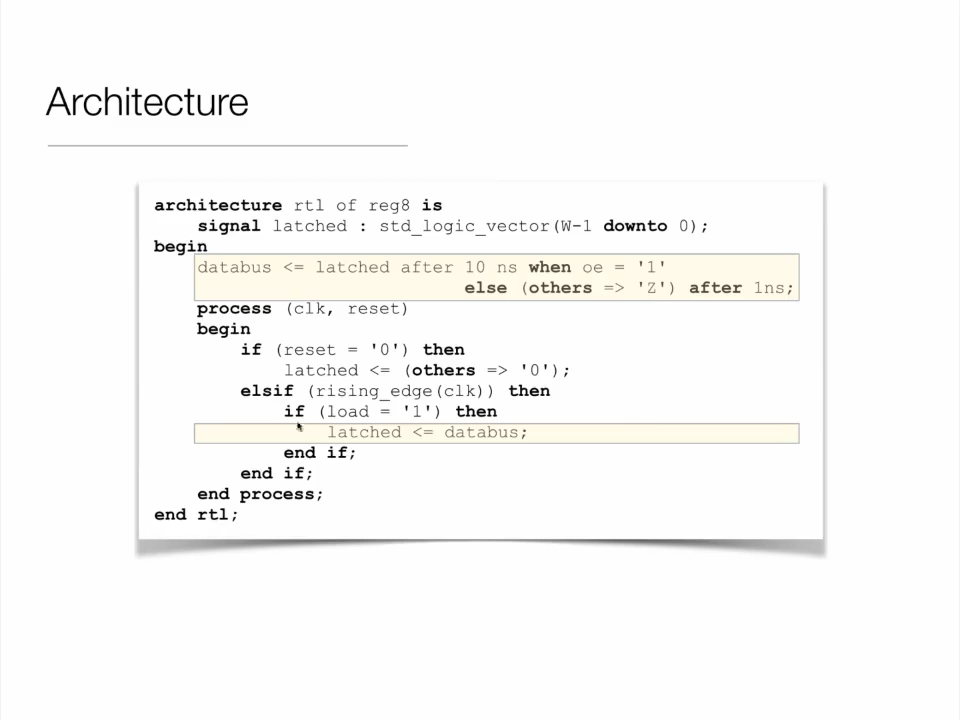 Architecture
architecture rtl of reg8 is
signal latched : std_logic_vector(W-1 downto 0);
begin
databus <= latched after 10 ns when oe = '1'
else (others => 'Z') after 1ns;
process (clk, reset)
begin
if (reset = '0') then
latched <= (others => '0');
elsif (rising_edge(clk)) then
if (load = '1') then
latched <= databus;
end if;
end if;
end process;
end rtl;